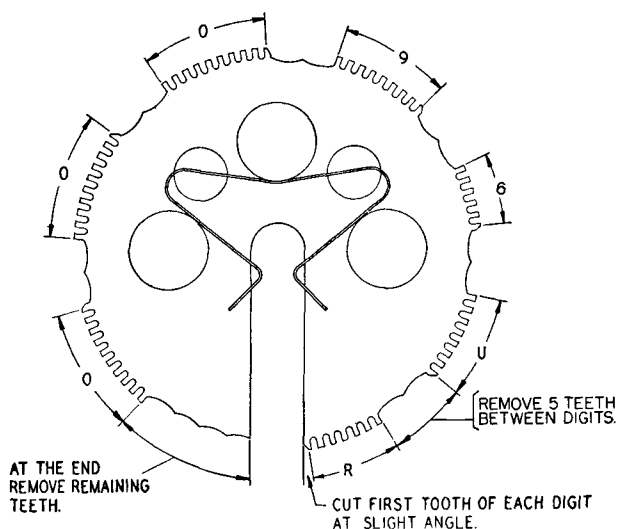 0
9
0
6
0
U
REMOVE 5 TEETH
BETWEEN DIGITS.
R
AT THE END
REMOVE REMAINING
TEETH.
CUT FIRST TOOTH OF EACH DIGIT
AT SLIGHT ANGLE.